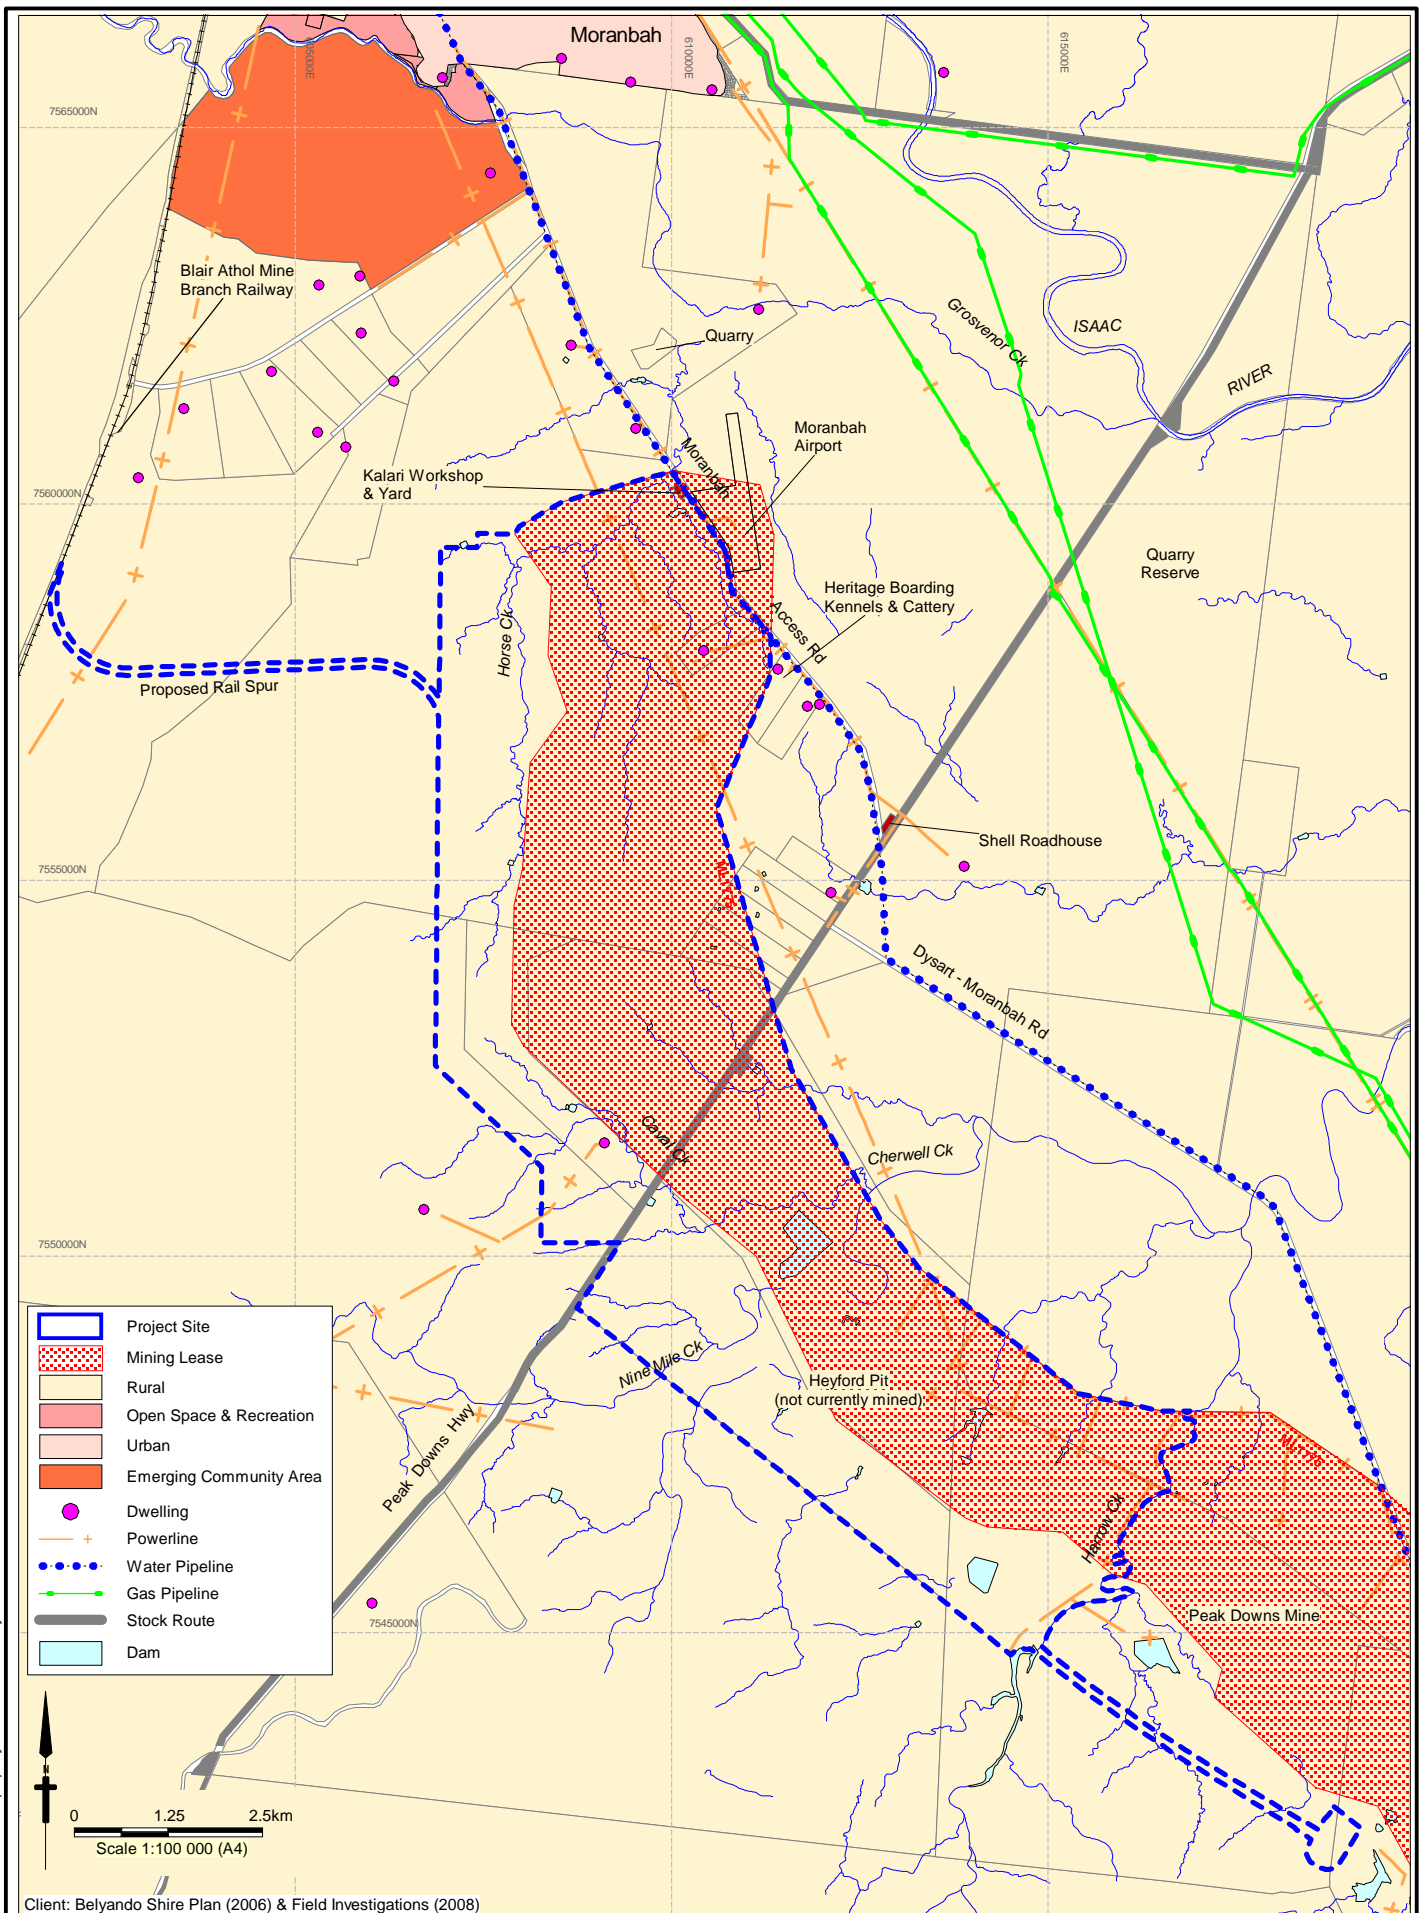 Moranbah
605000E
610000E
615000E
7565000N
Blair Athol Mine
Branch Railway
Quarry
Grosvenor Ck
ISAAC
RIVER
Moranbah
Airport
Moranbah
Kalari Workshop
& Yard
7560000N
Quarry
Reserve
Heritage Boarding
Kennels & Cattery
Access Rd
Horse Ck
Proposed Rail Spur
Shell Roadhouse
ML1775
7555000N
Dysart - Moranbah Rd
Caval Ck
Cherwell Ck
7550000N
Nine Mile Ck
Heyford Pit
(not currently mined)
Peak Downs Hwy
ML1775
Harrow Ck
Peak Downs Mine
7545000N
Project Site
Mining Lease
Rural
Open Space & Recreation
Urban
Emerging Community Area
Dwelling
Powerline
Water Pipeline
Gas Pipeline
Stock Route
Dam
N
0 1.25 2.5km
Scale 1:100 000 (A4)
Client: Belyando Shire Plan (2006) & Field Investigations (2008)